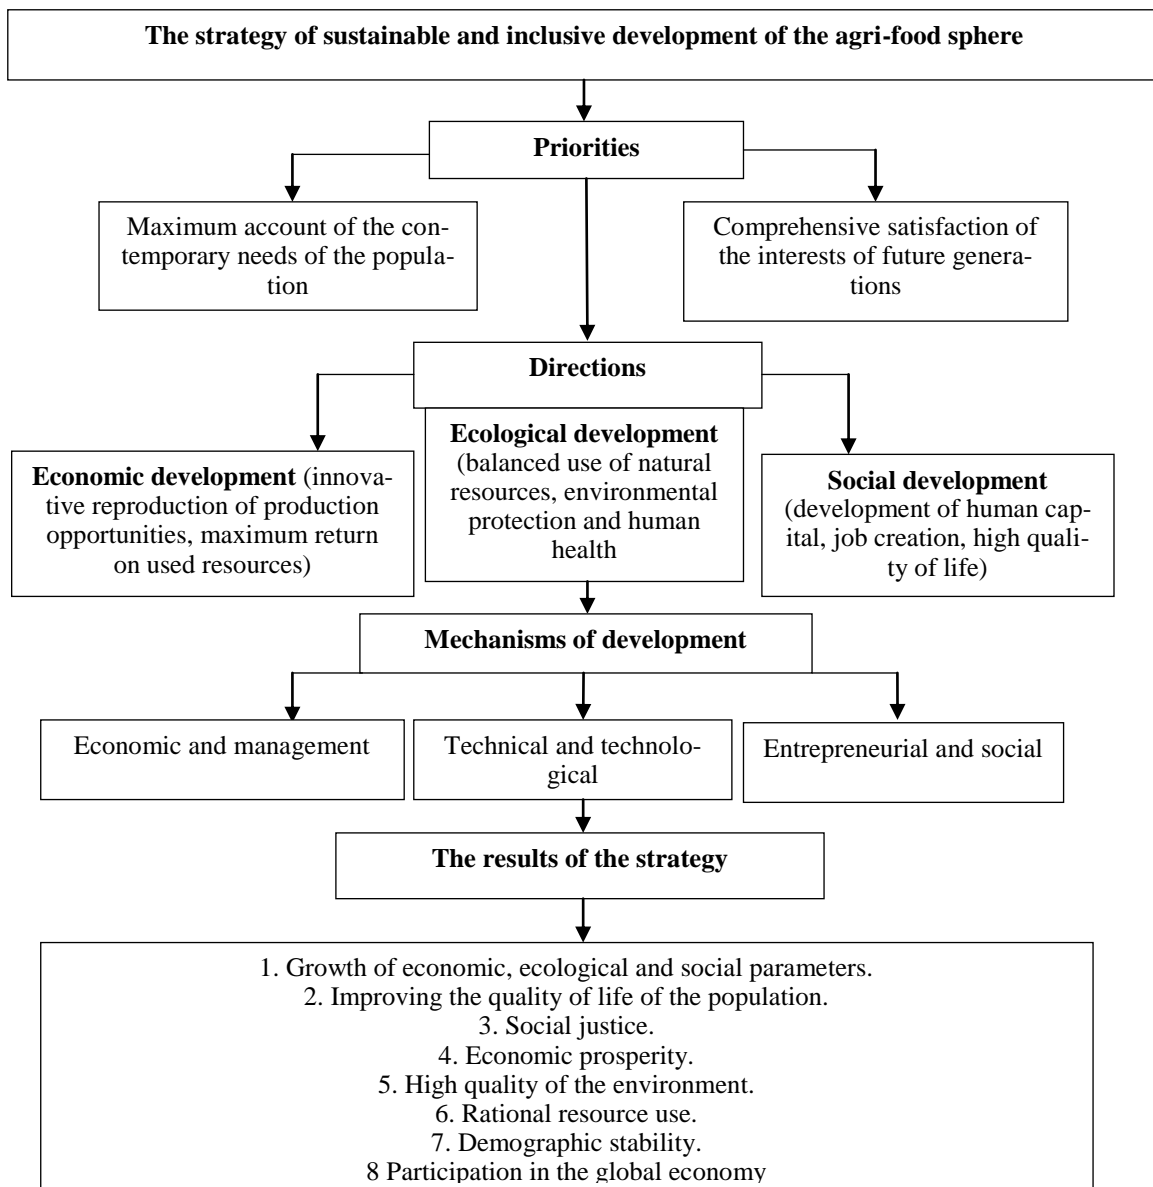 The strategy of sustainable and inclusive development of the agri-food sphere
Priorities
Maximum account of the con-
temporary needs of the popula-
tion
Comprehensive satisfaction of
the interests of future genera-
tions
Directions
Economic development (innova-
tive reproduction of production
opportunities, maximum return
on used resources)
Ecological development
(balanced use of natural
resources, environmental
protection and human
health
Social development
(development of human cap-
ital, job creation, high quali-
ty of life)
Mechanisms of development
Economic and management
Technical and technolo-
gical
Entrepreneurial and social
The results of the strategy
1. Growth of economic, ecological and social parameters.
2. Improving the quality of life of the population.
3. Social justice.
4. Economic prosperity.
5. High quality of the environment.
6. Rational resource use.
7. Demographic stability.
8 Participation in the global economy